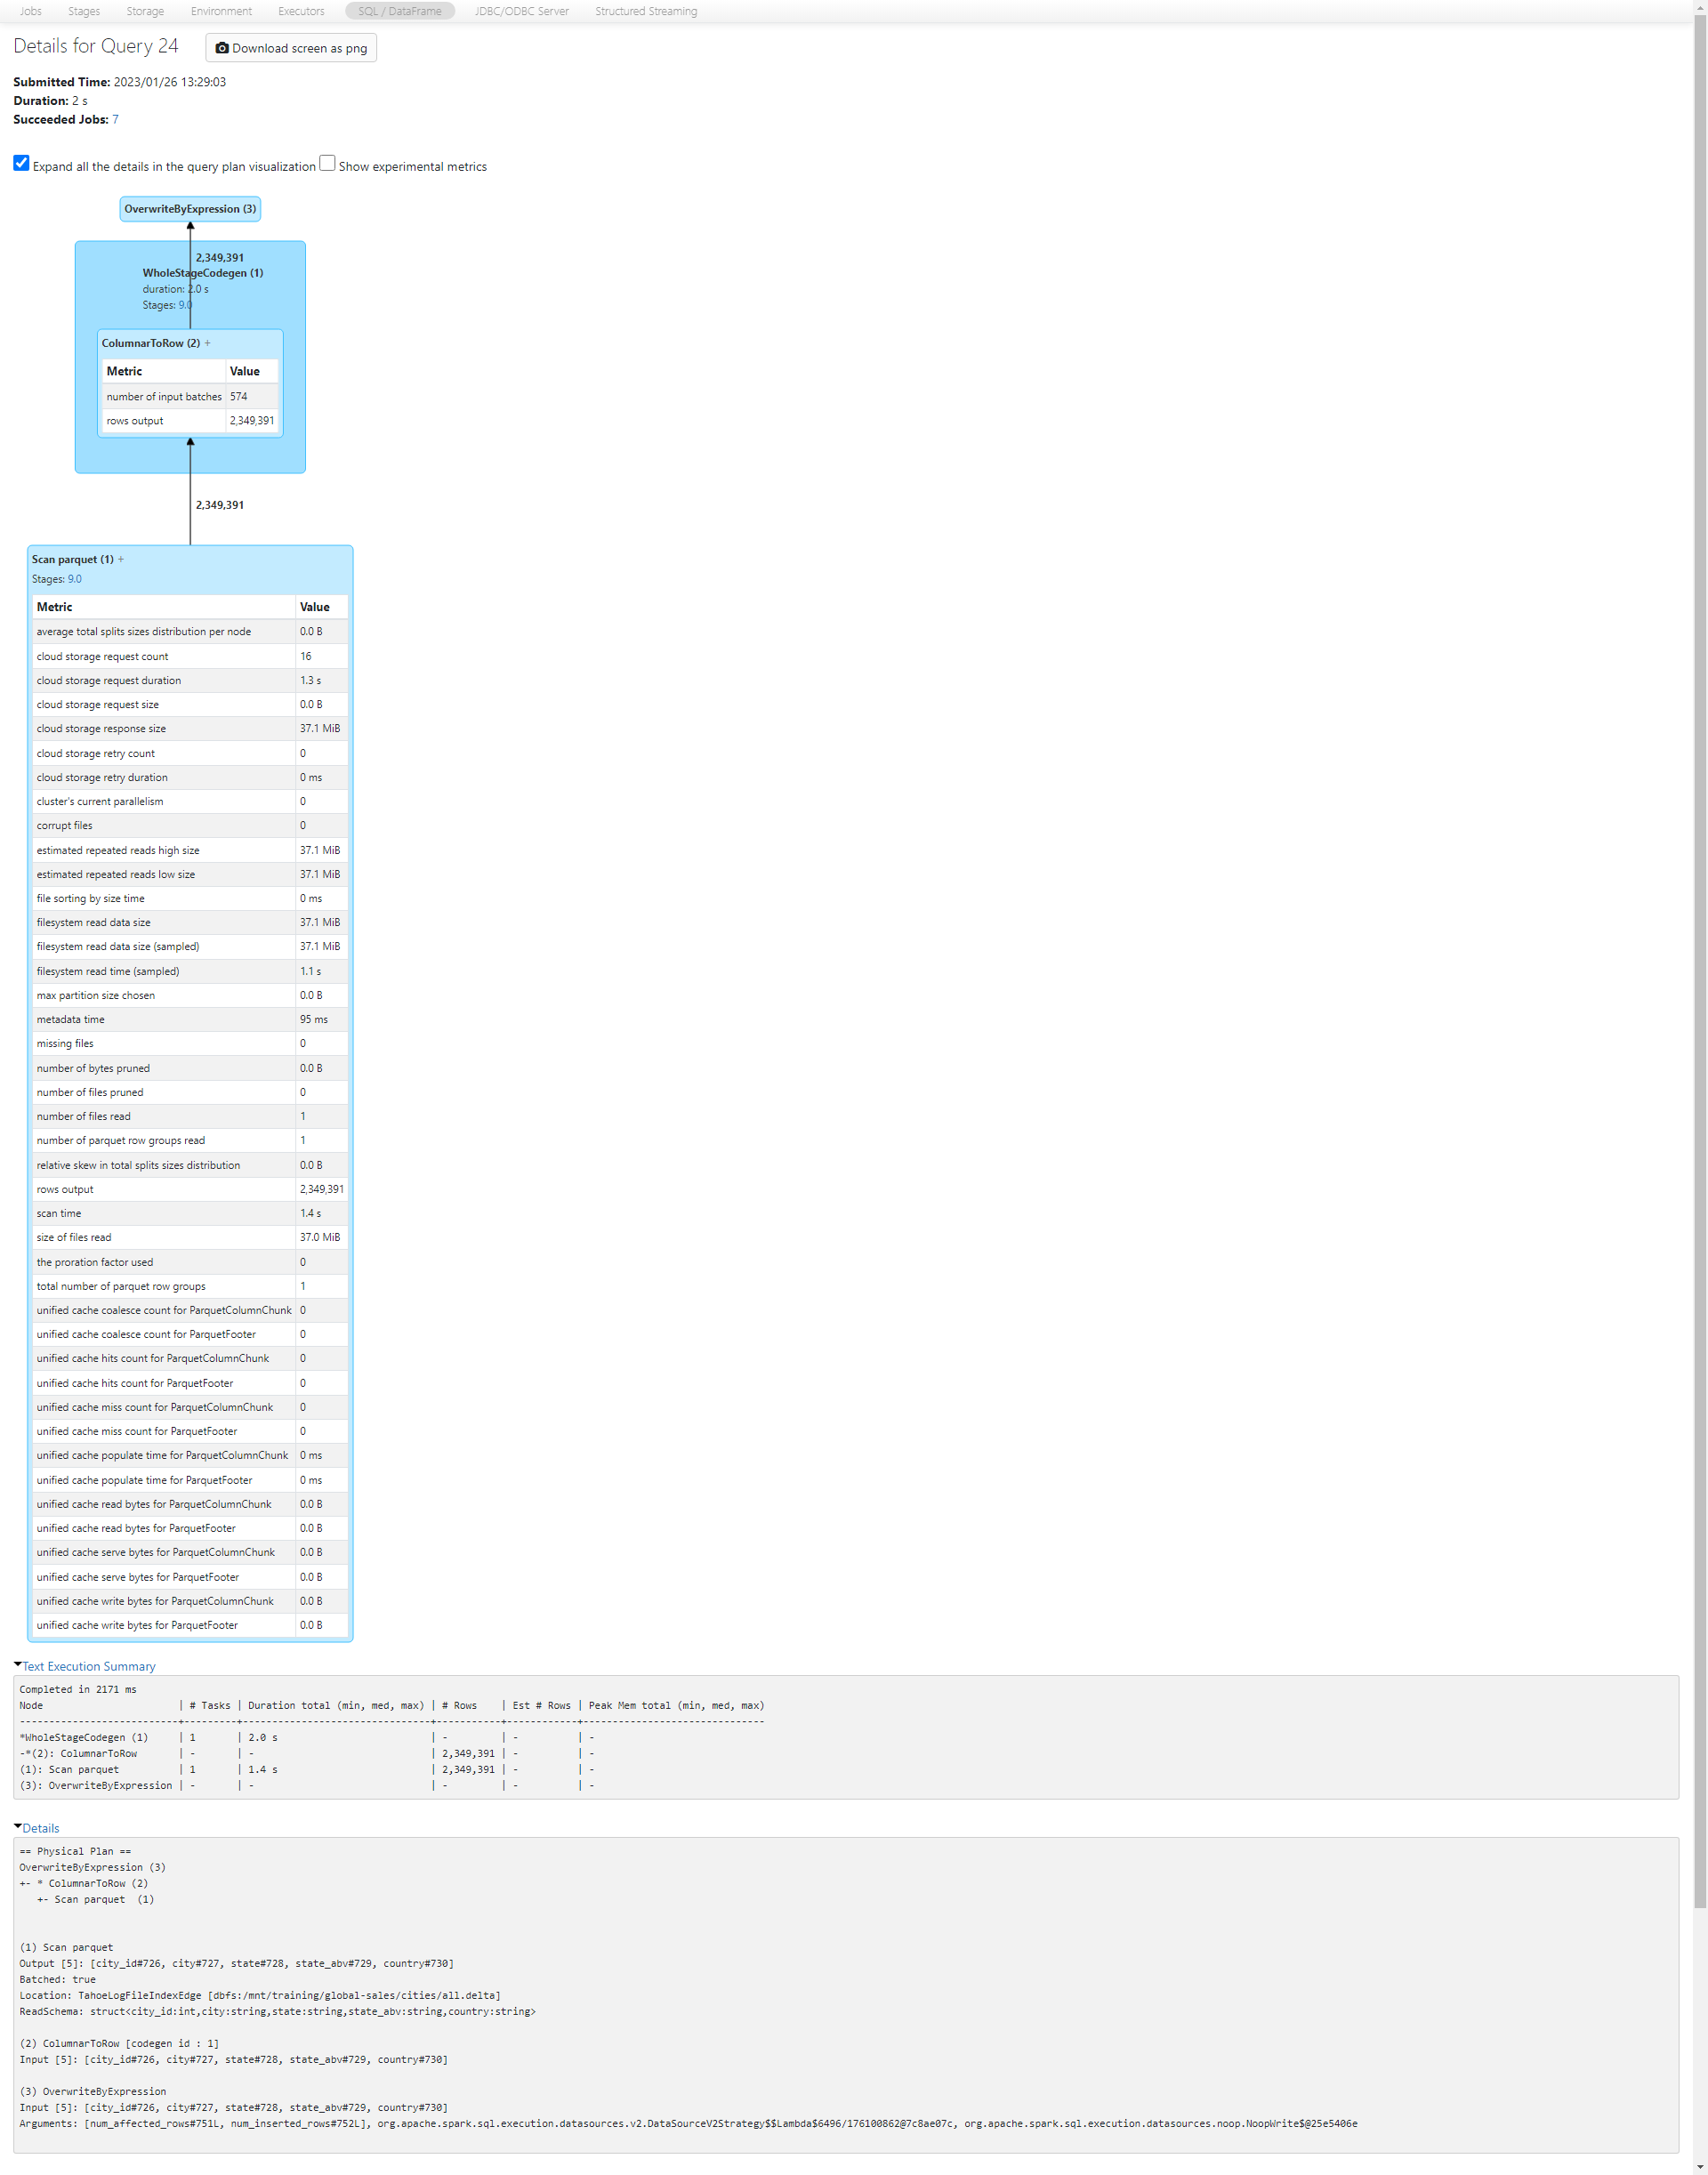 Jobs Stages Storage Environment Executors SQL / DataFrame JDBC/ODBC Server Structured Streaming
Details for Query 24 Download screen as png
Submitted Time: 2023/01/26 13:29:03
Duration: 2 s
Succeeded Jobs: 7
Expand all the details in the query plan visualization Show experimental metrics
OverwriteByExpression (3)
2,349,391
WholeStageCodegen (1)
duration: 2.0 s
Stages: 9.0
ColumnarToRow (2) +
Metric Value
number of input batches 574
rows output 2,349,391
2,349,391
Scan parquet (1) +
Stages: 9.0
Metric Value
average total splits sizes distribution per node 0.0 B
cloud storage request count 16
cloud storage request duration 1.3 s
cloud storage request size 0.0 B
cloud storage response size 37.1 MiB
cloud storage retry count 0
cloud storage retry duration 0 ms
cluster's current parallelism 0
corrupt files 0
estimated repeated reads high size 37.1 MiB
estimated repeated reads low size 37.1 MiB
file sorting by size time 0 ms
filesystem read data size 37.1 MiB
filesystem read data size (sampled) 37.1 MiB
filesystem read time (sampled) 1.1 s
max partition size chosen 0.0 B
metadata time 95 ms
missing files 0
number of bytes pruned 0.0 B
number of files pruned 0
number of files read 1
number of parquet row groups read 1
relative skew in total splits sizes distribution 0.0 B
rows output 2,349,391
scan time 1.4 s
size of files read 37.0 MiB
the proration factor used 0
total number of parquet row groups 1
unified cache coalesce count for ParquetColumnChunk 0
unified cache coalesce count for ParquetFooter 0
unified cache hits count for ParquetColumnChunk 0
unified cache hits count for ParquetFooter 0
unified cache miss count for ParquetColumnChunk 0
unified cache miss count for ParquetFooter 0
unified cache populate time for ParquetColumnChunk 0 ms
unified cache populate time for ParquetFooter 0 ms
unified cache read bytes for ParquetColumnChunk 0.0 B
unified cache read bytes for ParquetFooter 0.0 B
unified cache serve bytes for ParquetColumnChunk 0.0 B
unified cache serve bytes for ParquetFooter 0.0 B
unified cache write bytes for ParquetColumnChunk 0.0 B
unified cache write bytes for ParquetFooter 0.0 B
Text Execution Summary
Completed in 2171 ms
Node | # Tasks | Duration total (min, med, max) | # Rows | Est # Rows | Peak Mem total (min, med, max)
---------------------------+---------+--------------------------------+-----------+------------+-------------------------------
*WholeStageCodegen (1) | 1 | 2.0 s | - | - | -
-*(2): ColumnarToRow | - | - | 2,349,391 | - | -
(1): Scan parquet | 1 | 1.4 s | 2,349,391 | - | -
(3): OverwriteByExpression | - | - | - | - | -
Details
== Physical Plan ==
OverwriteByExpression (3)
+- * ColumnarToRow (2)
+- Scan parquet (1)
(1) Scan parquet
Output [5]: [city_id#726, city#727, state#728, state_abv#729, country#730]
Batched: true
Location: TahoeLogFileIndexEdge [dbfs:/mnt/training/global-sales/cities/all.delta]
ReadSchema: struct<city_id:int,city:string,state:string,state_abv:string,country:string>
(2) ColumnarToRow [codegen id : 1]
Input [5]: [city_id#726, city#727, state#728, state_abv#729, country#730]
(3) OverwriteByExpression
Input [5]: [city_id#726, city#727, state#728, state_abv#729, country#730]
Arguments: [num_affected_rows#751L, num_inserted_rows#752L], org.apache.spark.sql.execution.datasources.v2.DataSourceV2Strategy$$Lambda$6496/176100862@7c8ae07c, org.apache.spark.sql.execution.datasources.noop.NoopWrite$@25e5406e